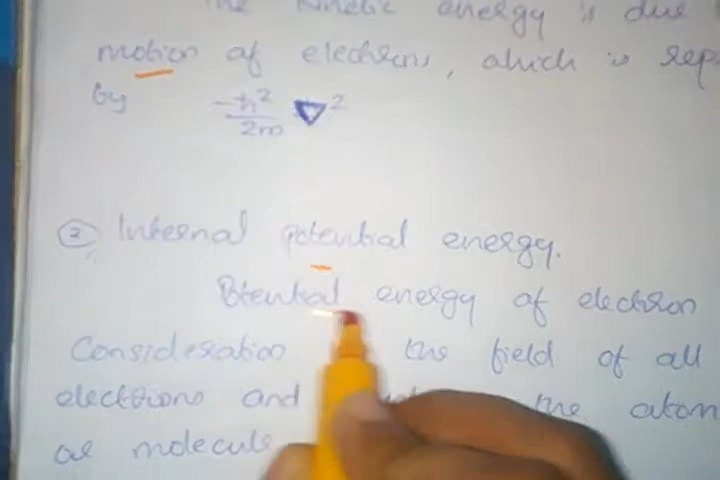 The kinetic energy is due
motion of electrons, which is rep
by -ħ²/2m ∇²
② Internal potential energy.
Potential energy of electron
Consideration the field of all
electrons and the atom
or molecule